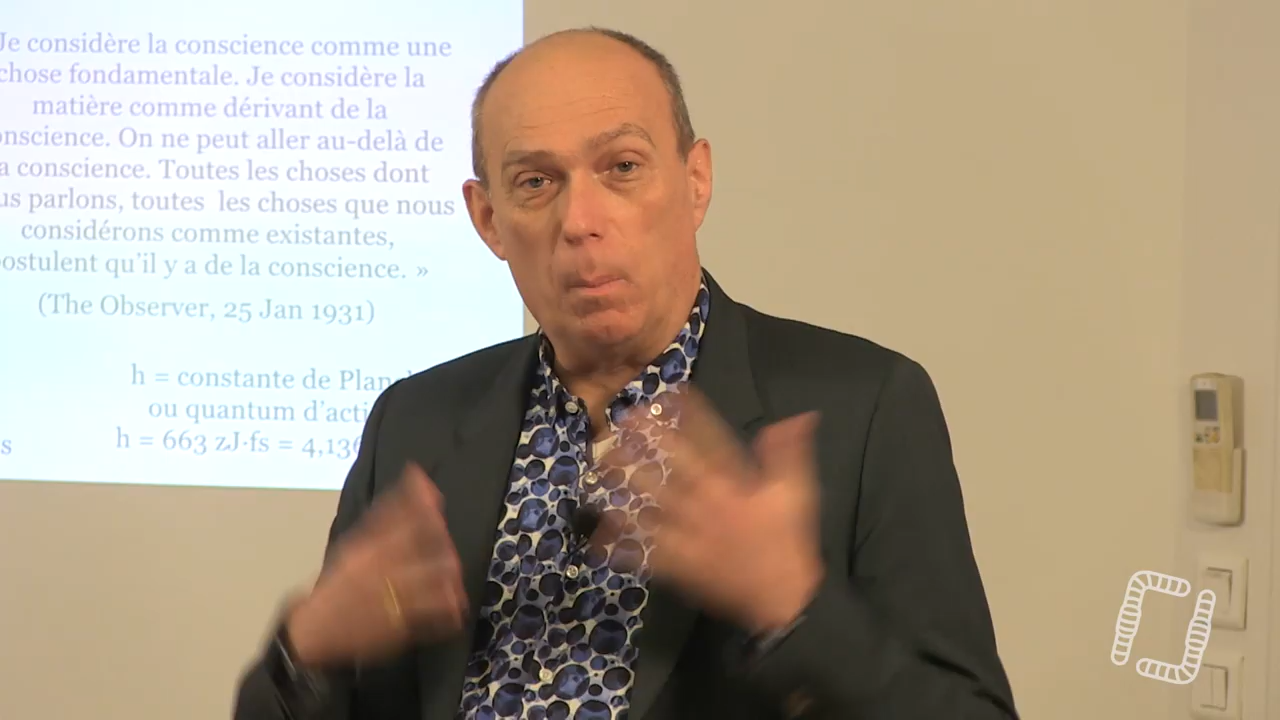 Je considère la conscience comme une
chose fondamentale. Je considère la
matière comme dérivant de la
onscience. On ne peut aller au-delà de
a conscience. Toutes les choses dont
us parlons, toutes les choses que nous
considérons comme existantes,
ostulent qu'il y a de la conscience. »
(The Observer, 25 Jan 1931)
h = constante de Planc
ou quantum d'acti
s h = 663 zJ·fs = 4,136